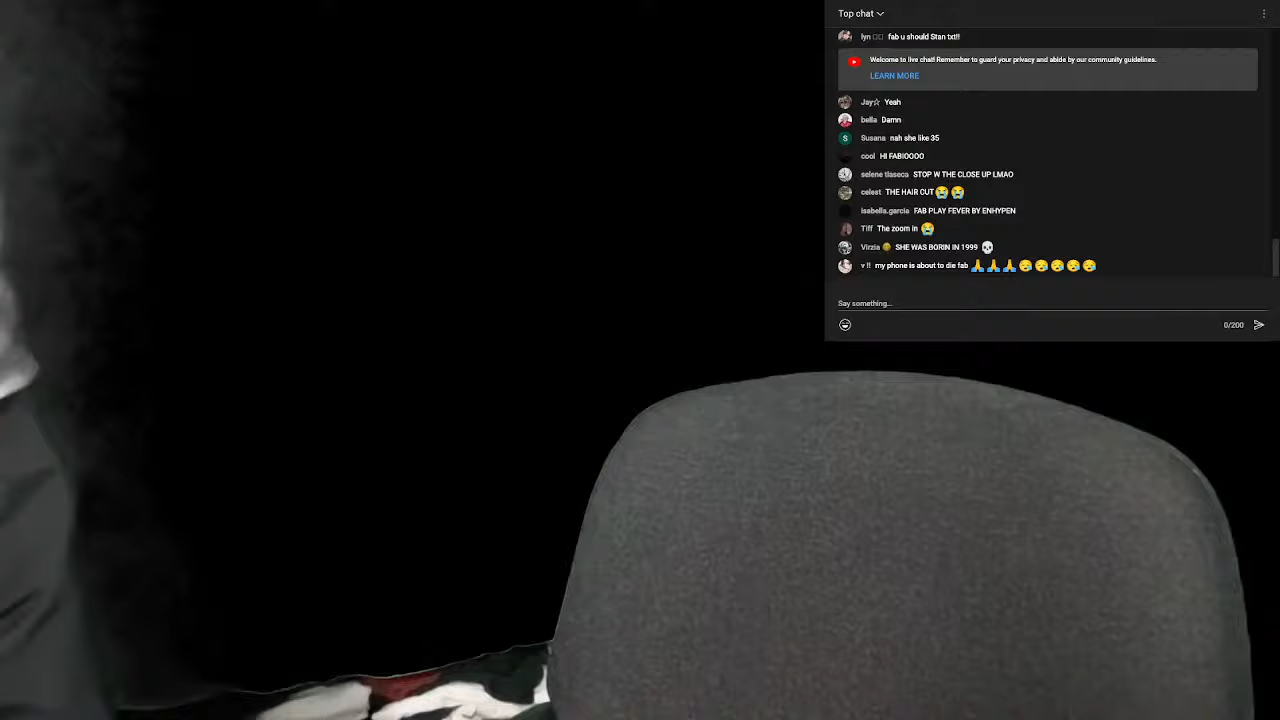 Top chat
lyn fab u should Stan txt!!
Welcome to live chat! Remember to guard your privacy and abide by our community guidelines.
LEARN MORE
Jay☆ Yeah
bella Damn
S Susana nah she like 35
cool HI FABIOOOO
selene tlaseca STOP W THE CLOSE UP LMAO
celest THE HAIR CUT😭😭
isabella.garcia FAB PLAY FEVER BY ENHYPEN
Tiff The zoom in 😭
Virzia SHE WAS BORIN IN 1999 💀
v !! my phone is about to die fab 🙏🙏🙏😪😪😪😪😪
Say something...
0/200